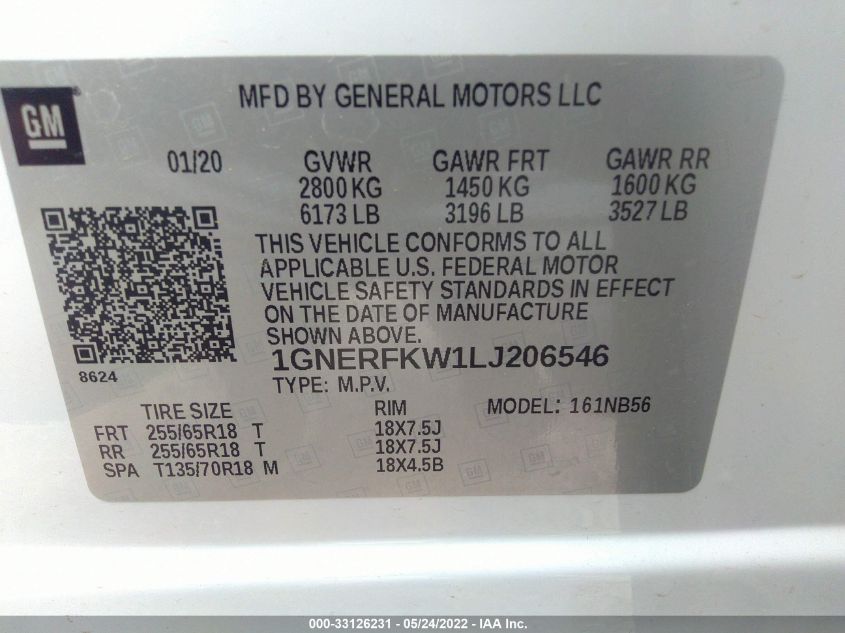 MFD BY GENERAL MOTORS LLC
GM
01/20 GVWR GAWR FRT GAWR RR
2800 KG 1450 KG 1600 KG
6173 LB 3196 LB 3527 LB
THIS VEHICLE CONFORMS TO ALL
APPLICABLE U.S. FEDERAL MOTOR
VEHICLE SAFETY STANDARDS IN EFFECT
ON THE DATE OF MANUFACTURE
SHOWN ABOVE.
8624
1GNERFKW1LJ206546
TYPE: M.P.V.
TIRE SIZE RIM MODEL: 161NB56
FRT 255/65R18 T 18X7.5J
RR 255/65R18 T 18X7.5J
SPA T135/70R18 M 18X4.5B
000-33126231 - 05/24/2022 - IAA, Inc.